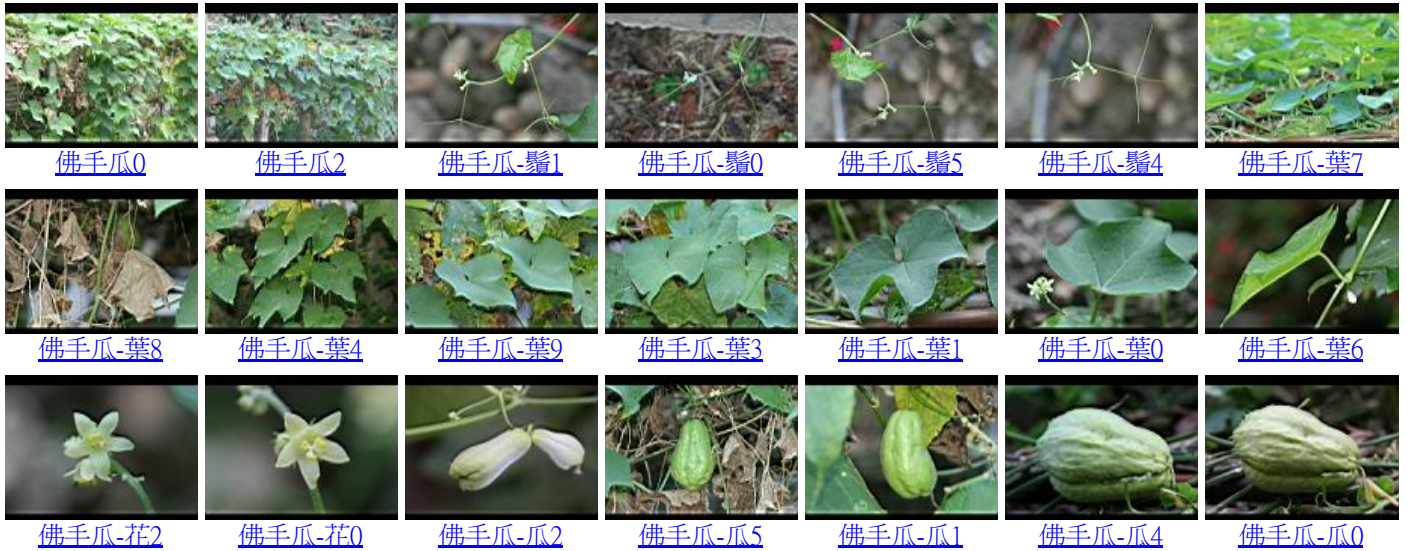 佛手瓜0 佛手瓜2 佛手瓜-鬚1 佛手瓜-鬚0 佛手瓜-鬚5 佛手瓜-鬚4 佛手瓜-葉7
佛手瓜-葉8 佛手瓜-葉4 佛手瓜-葉9 佛手瓜-葉3 佛手瓜-葉1 佛手瓜-葉0 佛手瓜-葉6
佛手瓜-花2 佛手瓜-花0 佛手瓜-瓜2 佛手瓜-瓜5 佛手瓜-瓜1 佛手瓜-瓜4 佛手瓜-瓜0